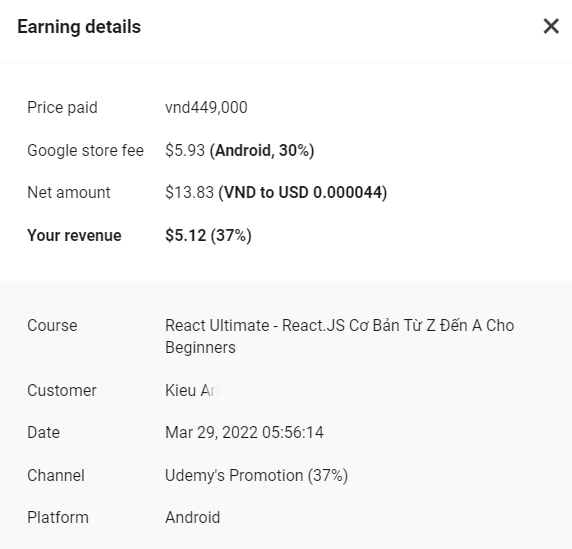 Earning details
Price paid vnd449,000
Google store fee $5.93 (Android, 30%)
Net amount $13.83 (VND to USD 0.000044)
Your revenue $5.12 (37%)
Course React Ultimate - React.JS Cơ Bản Từ Z Đến A Cho
Beginners
Customer Kieu
Date Mar 29, 2022 05:56:14
Channel Udemy's Promotion (37%)
Platform Android